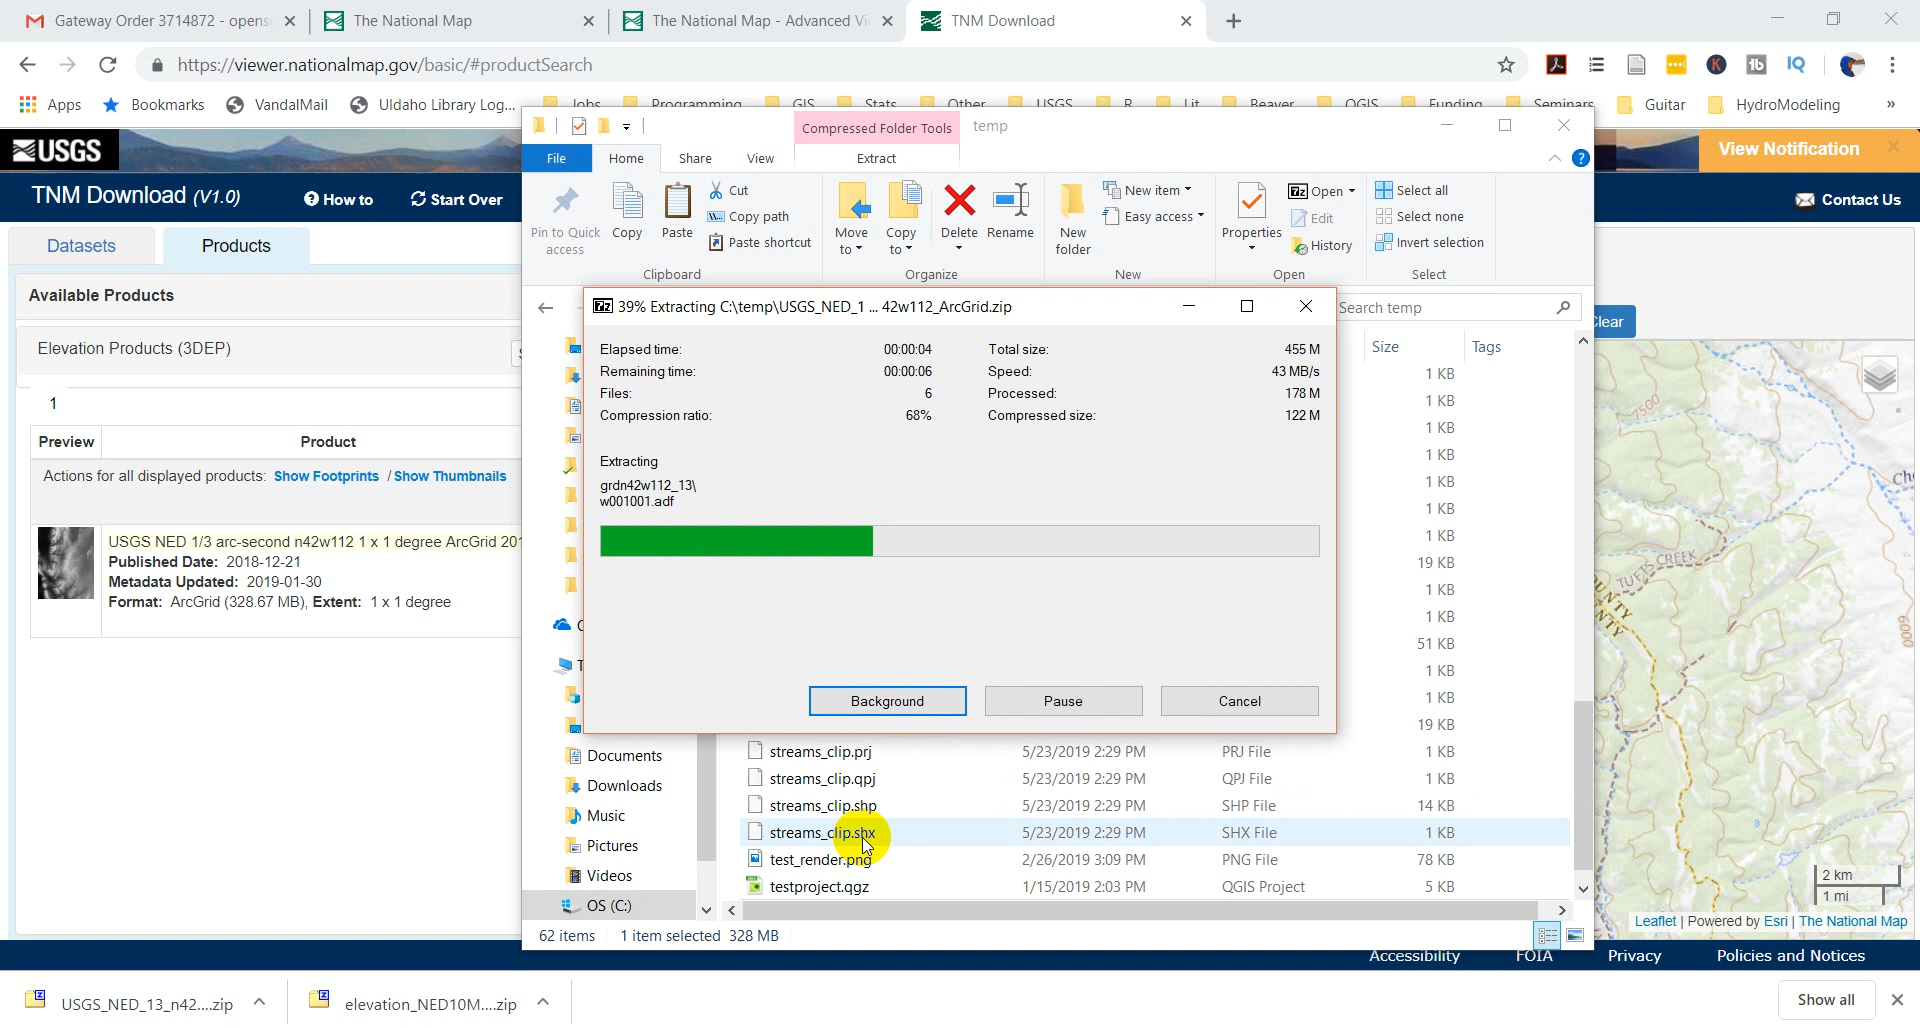 Gateway Order 3714872 - opens
The National Map
The National Map - Advanced Vi
TNM Download
https://viewer.nationalmap.gov/basic/#productSearch
Apps
Bookmarks
VandalMail
UIdaho Library Log...
Jobs
Programming
GIS
Stats
Other
USGS
R
Lit
Beaver
QGIS
Funding
Seminars
Guitar
HydroModeling
»
USGS
View Notification
TNM Download (V1.0)
How to
Start Over
Contact Us
Datasets
Products
Available Products
Elevation Products (3DEP)
1
Preview
Product
Actions for all displayed products: Show Footprints / Show Thumbnails
USGS NED 1/3 arc-second n42w112 1 x 1 degree ArcGrid 201
Published Date: 2018-12-21
Metadata Updated: 2019-01-30
Format: ArcGrid (328.67 MB), Extent: 1 x 1 degree
Compressed Folder Tools
temp
File
Home
Share
View
Extract
Pin to Quick access
Copy
Paste
Cut
Copy path
Paste shortcut
Clipboard
Move to
Copy to
Delete
Rename
Organize
New folder
New item
Easy access
New
Properties
Open
Edit
History
Open
Select all
Select none
Invert selection
Select
Search temp
Clear
39% Extracting C:\temp\USGS_NED_1 ... 42w112_ArcGrid.zip
Elapsed time: 00:00:04
Total size: 455 M
Remaining time: 00:00:06
Speed: 43 MB/s
Files: 6
Processed: 178 M
Compression ratio: 68%
Compressed size: 122 M
Extracting
grdn42w112_13\
w001001.adf
Background
Pause
Cancel
Size
Tags
1 KB
1 KB
1 KB
1 KB
1 KB
1 KB
1 KB
19 KB
1 KB
1 KB
51 KB
1 KB
1 KB
19 KB
Documents
Downloads
Music
Pictures
Videos
OS (C:)
streams_clip.prj 5/23/2019 2:29 PM PRJ File 1 KB
streams_clip.qpj 5/23/2019 2:29 PM QPJ File 1 KB
streams_clip.shp 5/23/2019 2:29 PM SHP File 14 KB
streams_clip.shx 5/23/2019 2:29 PM SHX File 1 KB
test_render.png 2/26/2019 3:09 PM PNG File 78 KB
testproject.qgz 1/15/2019 2:03 PM QGIS Project 5 KB
62 items
1 item selected 328 MB
7500
TUFTS CREEK
6000
2 km
1 mi
Leaflet | Powered by Esri | The National Map
Accessibility
FOIA
Privacy
Policies and Notices
USGS_NED_13_n42....zip
elevation_NED10M....zip
Show all